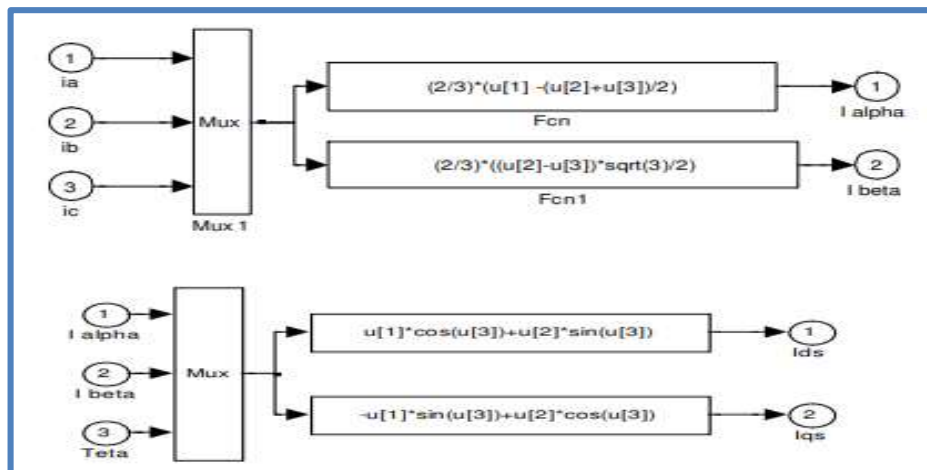 1
ia
2
ib
3
ic
Mux
Mux 1
(2/3)*(u[1] -(u[2]+u[3])/2)
Fcn
(2/3)*((u[2]-u[3])*sqrt(3)/2)
Fcn1
1
I alpha
2
I beta
1
I alpha
2
I beta
3
Teta
Mux
u[1]*cos(u[3])+u[2]*sin(u[3])
-u[1]*sin(u[3])+u[2]*cos(u[3])
1
Ids
2
Iqs